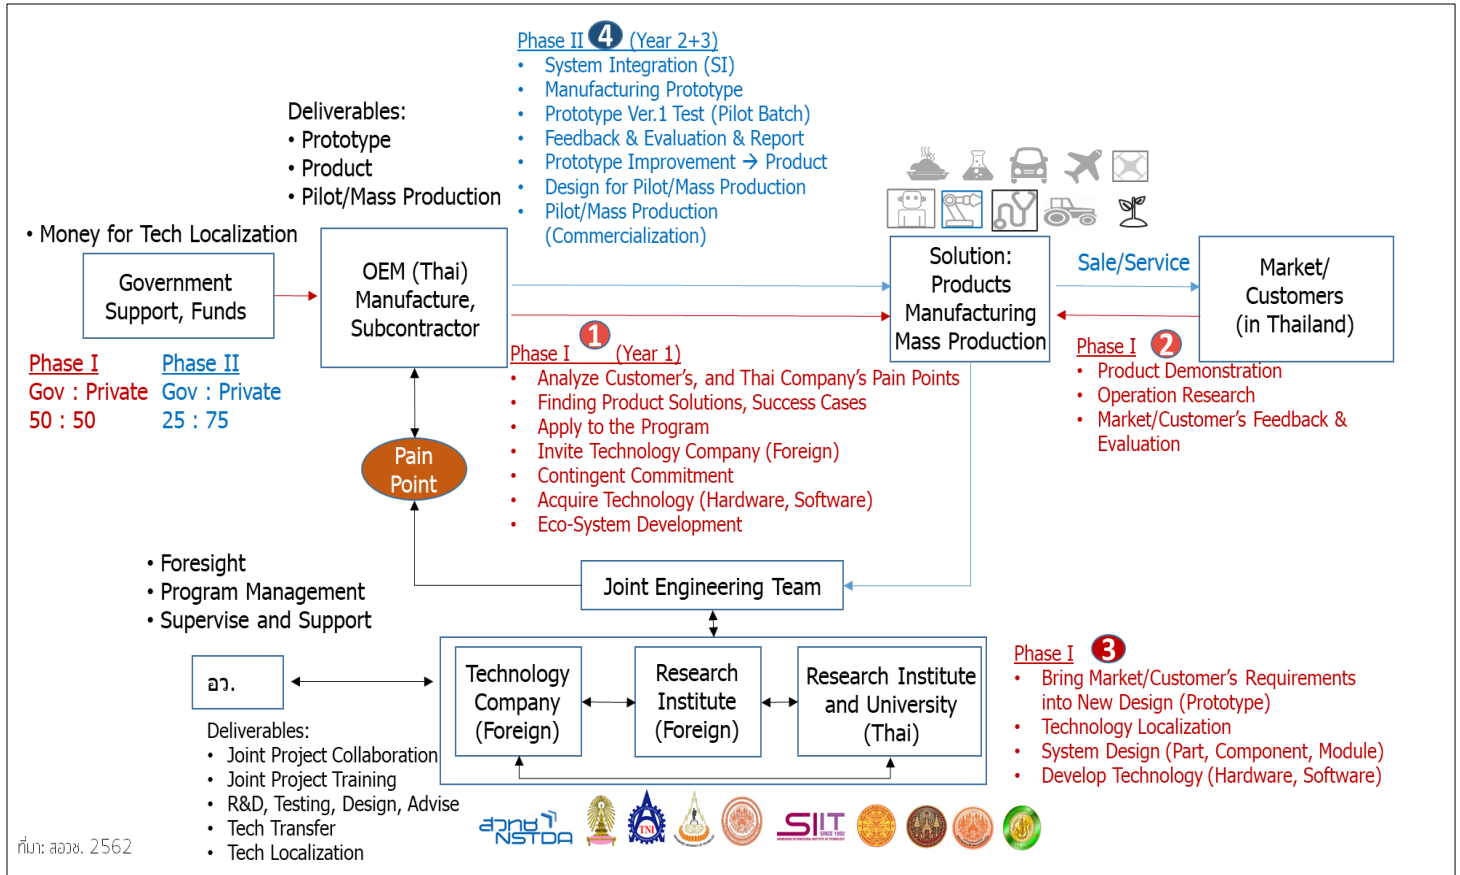 Phase II 4 (Year 2+3)
• System Integration (SI)
• Manufacturing Prototype
• Prototype Ver.1 Test (Pilot Batch)
• Feedback & Evaluation & Report
• Prototype Improvement → Product
• Design for Pilot/Mass Production
• Pilot/Mass Production
(Commercialization)
Deliverables:
• Prototype
• Product
• Pilot/Mass Production
• Money for Tech Localization
Government
Support, Funds
OEM (Thai)
Manufacture,
Subcontractor
Solution:
Products
Manufacturing
Mass Production
Sale/Service
Market/
Customers
(in Thailand)
Phase I
Gov : Private
50 : 50
Phase II
Gov : Private
25 : 75
Phase I 1 (Year 1)
• Analyze Customer's, and Thai Company's Pain Points
• Finding Product Solutions, Success Cases
• Apply to the Program
• Invite Technology Company (Foreign)
• Contingent Commitment
• Acquire Technology (Hardware, Software)
• Eco-System Development
Phase I 2
• Product Demonstration
• Operation Research
• Market/Customer's Feedback &
Evaluation
Pain
Point
• Foresight
• Program Management
• Supervise and Support
Joint Engineering Team
อว.
Technology
Company
(Foreign)
Research
Institute
(Foreign)
Research Institute
and University
(Thai)
Phase I 3
• Bring Market/Customer's Requirements
into New Design (Prototype)
• Technology Localization
• System Design (Part, Component, Module)
• Develop Technology (Hardware, Software)
Deliverables:
• Joint Project Collaboration
• Joint Project Training
• R&D, Testing, Design, Advise
• Tech Transfer
• Tech Localization
สวทช
NSTDA
TNI
SIIT
SINCE 1992
ที่มา: สอวช. 2562